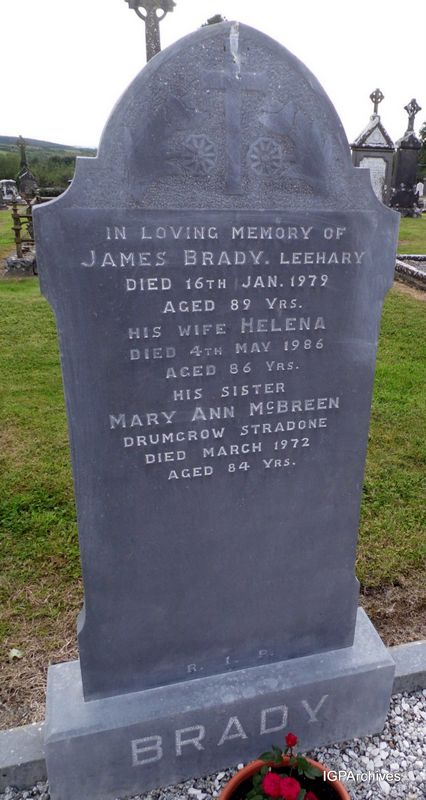 IN LOVING MEMORY OF
JAMES BRADY. LEEHARY
DIED 16TH JAN. 1979
AGED 89 YRS.
HIS WIFE HELENA
DIED 4TH MAY 1986
AGED 86 YRS.
HIS SISTER
MARY ANN MCBREEN
DRUMCROW STRADONE
DIED MARCH 1972
AGED 84 YRS.
R. I. P.
BRADY
IGPArchives